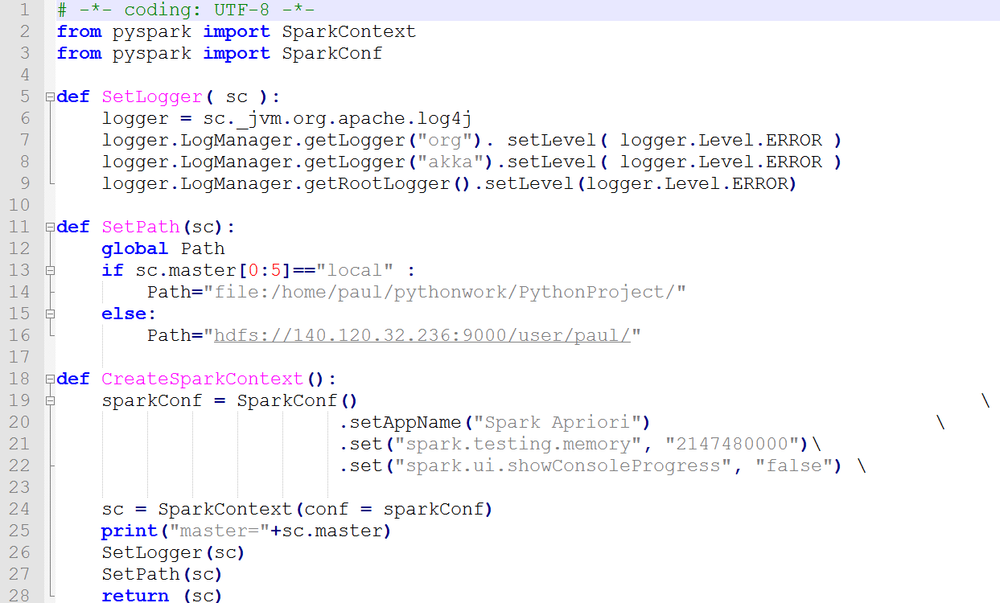 1 # -*- coding: UTF-8 -*-
2 from pyspark import SparkContext
3 from pyspark import SparkConf
4
5 def SetLogger( sc ):
6     logger = sc._jvm.org.apache.log4j
7     logger.LogManager.getLogger("org"). setLevel( logger.Level.ERROR )
8     logger.LogManager.getLogger("akka").setLevel( logger.Level.ERROR )
9     logger.LogManager.getRootLogger().setLevel(logger.Level.ERROR)
10
11 def SetPath(sc):
12     global Path
13     if sc.master[0:5]=="local" :
14         Path="file:/home/paul/pythonwork/PythonProject/"
15     else:
16         Path="hdfs://140.120.32.236:9000/user/paul/"
17
18 def CreateSparkContext():
19     sparkConf = SparkConf()                                                       \
20                          .setAppName("Spark Apriori")                         \
21                          .set("spark.testing.memory", "2147480000")\
22                          .set("spark.ui.showConsoleProgress", "false") \
23
24     sc = SparkContext(conf = sparkConf)
25     print("master="+sc.master)
26     SetLogger(sc)
27     SetPath(sc)
28     return (sc)